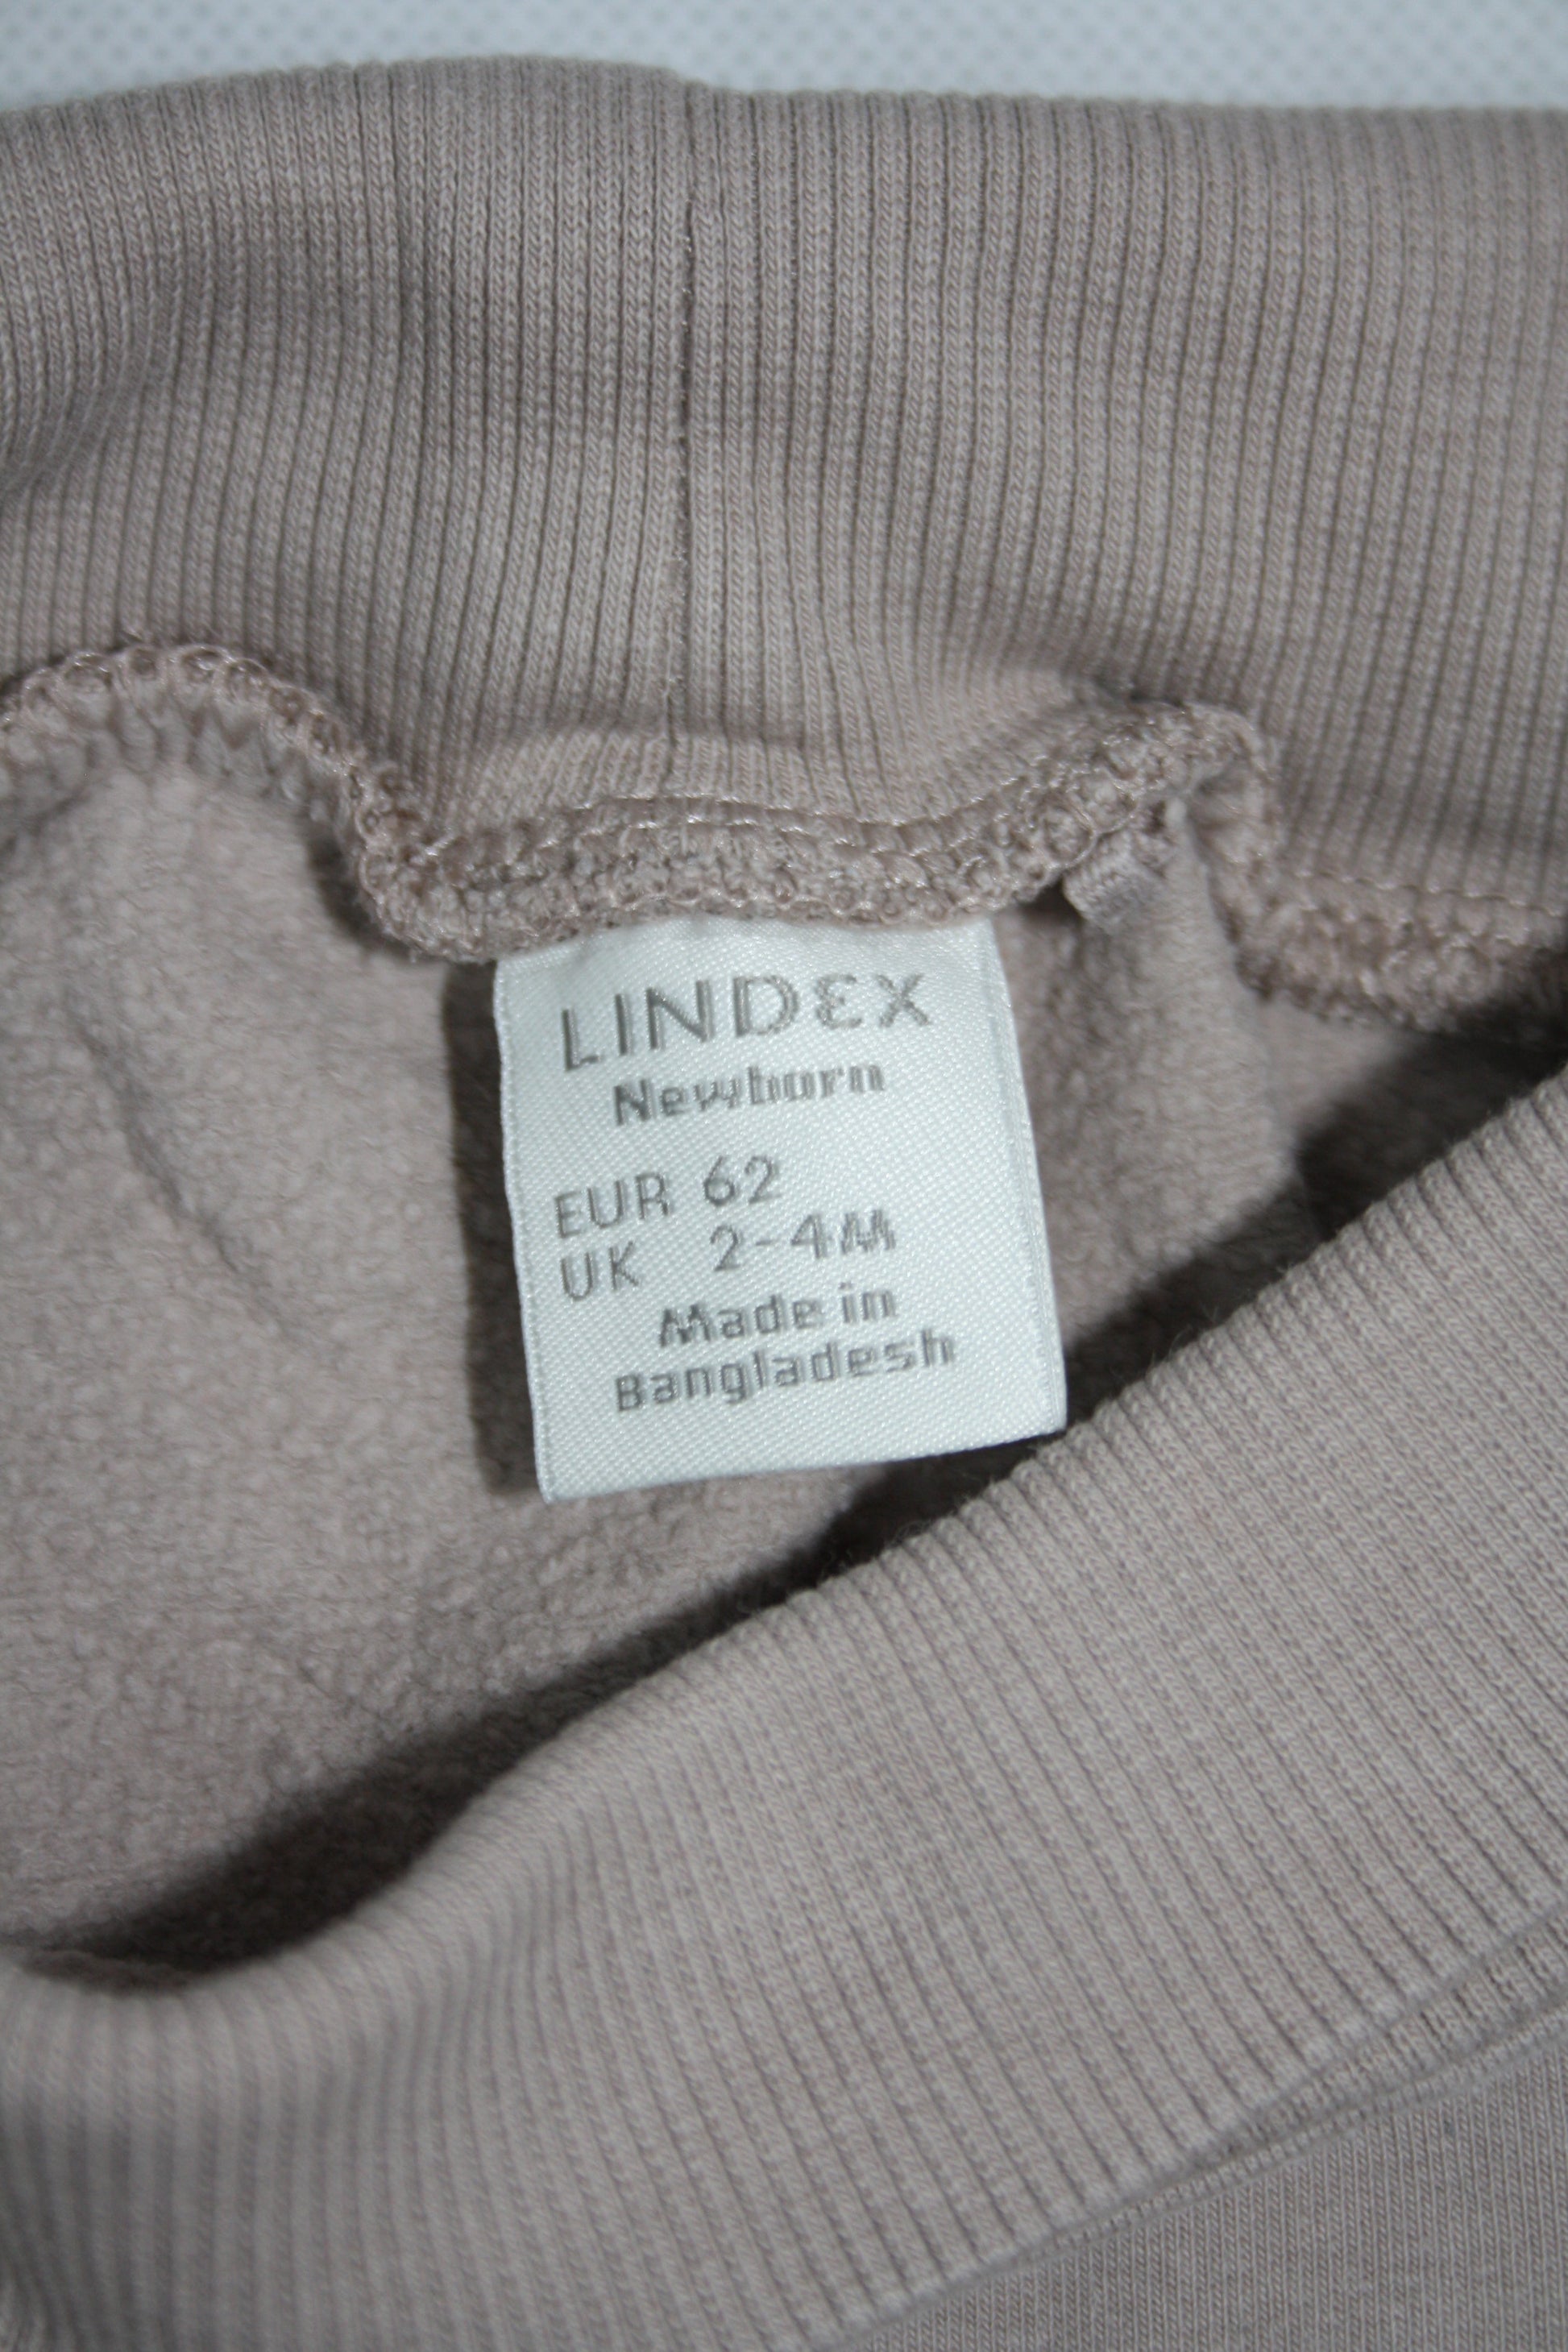 LINDEX
Newborn
EUR 62
UK 2-4M
Made in
Bangladesh